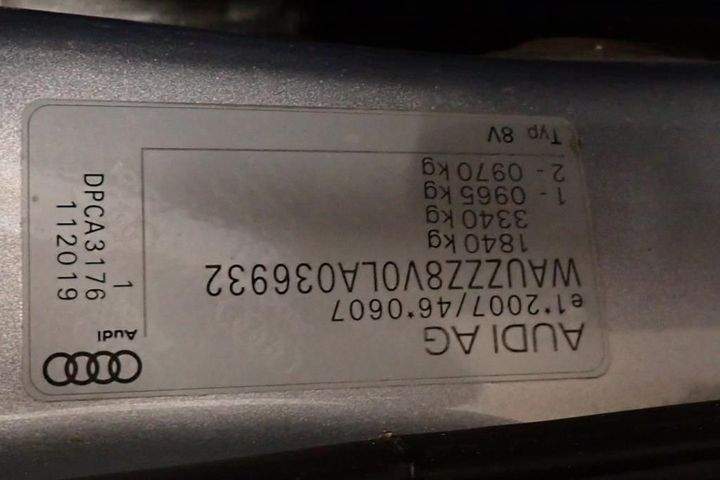 AUDI AG
e1*2007/46*0607
WAUZZZ8V0LA036932
1840 kg
3340 kg
1 - 0965 kg
2 - 0970 kg
Typ 8V
Audi
1
DPCA3176
112019